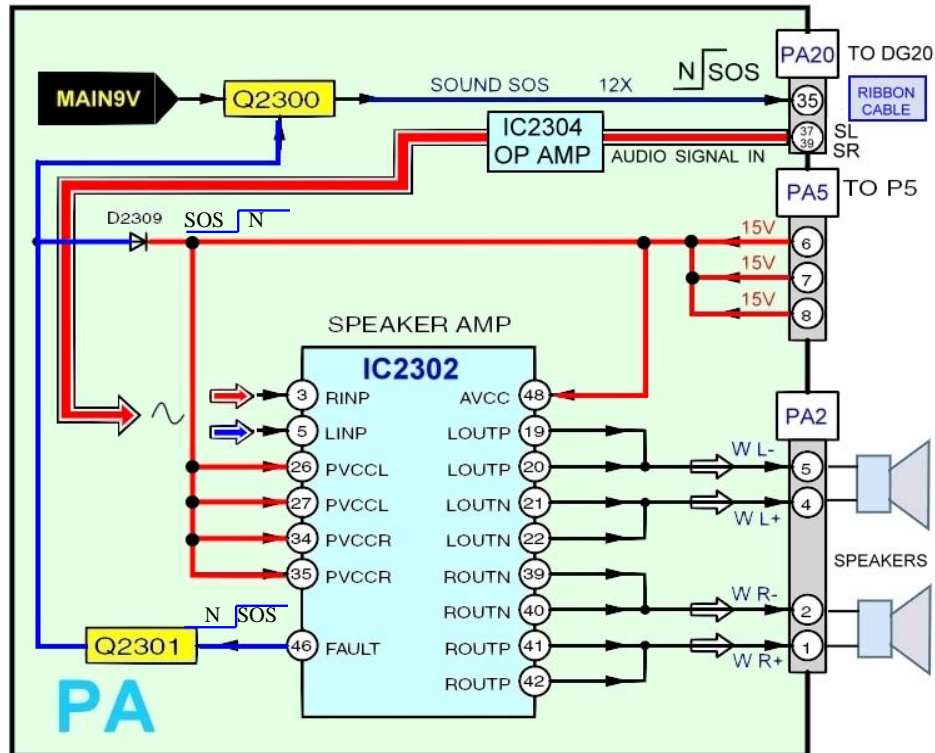 PA20
TO DG20
MAIN9V
Q2300
SOUND SOS 12X
N SOS
35
RIBBON
CABLE
IC2304
OP AMP
AUDIO SIGNAL IN
37
39
SL
SR
PA5
TO P5
D2309
SOS N
15V
6
15V
7
15V
8
SPEAKER AMP
IC2302
PA2
3 RINP
AVCC 48
5 LINP
LOUTP 19
26 PVCCL
LOUTP 20
W L-
5
27 PVCCL
LOUTN 21
W L+
4
34 PVCCR
LOUTN 22
35 PVCCR
ROUTN 39
SPEAKERS
N SOS
ROUTN 40
W R-
2
Q2301
46 FAULT
ROUTP 41
W R+
1
ROUTP 42
PA